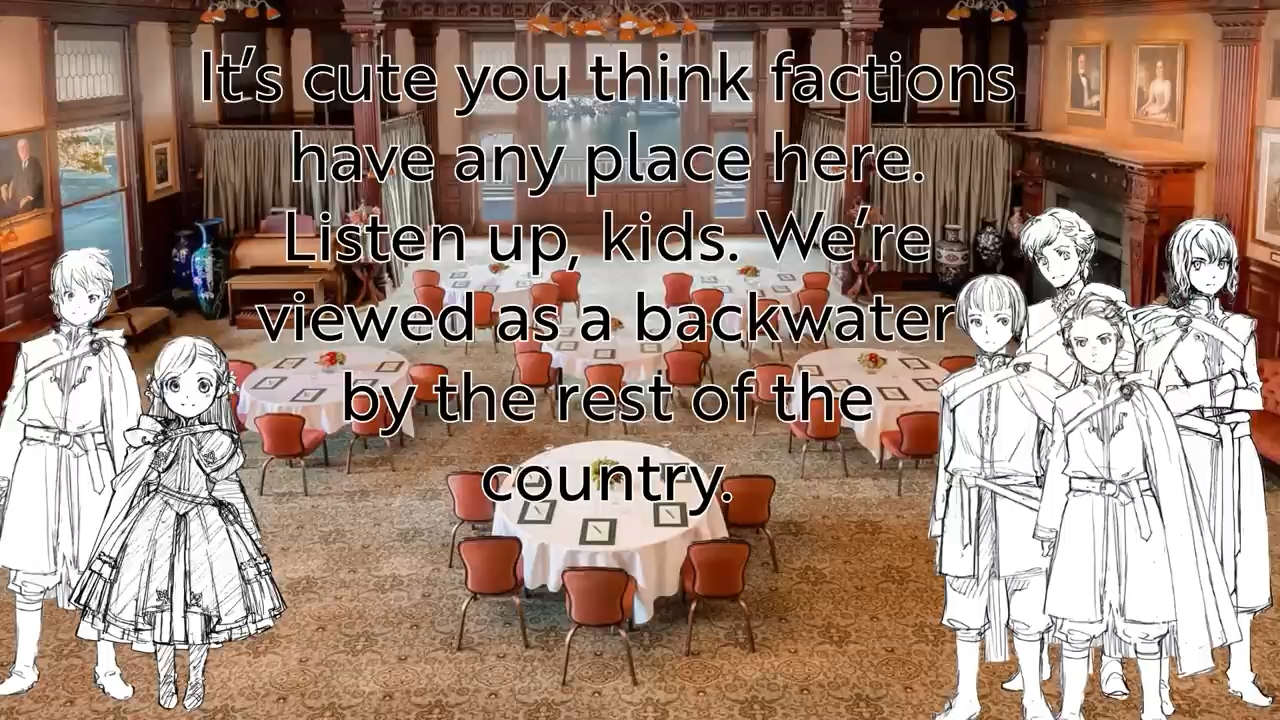 It’s cute you think factions
have any place here.
Listen up, kids. We’re
viewed as a backwater
by the rest of the
country.